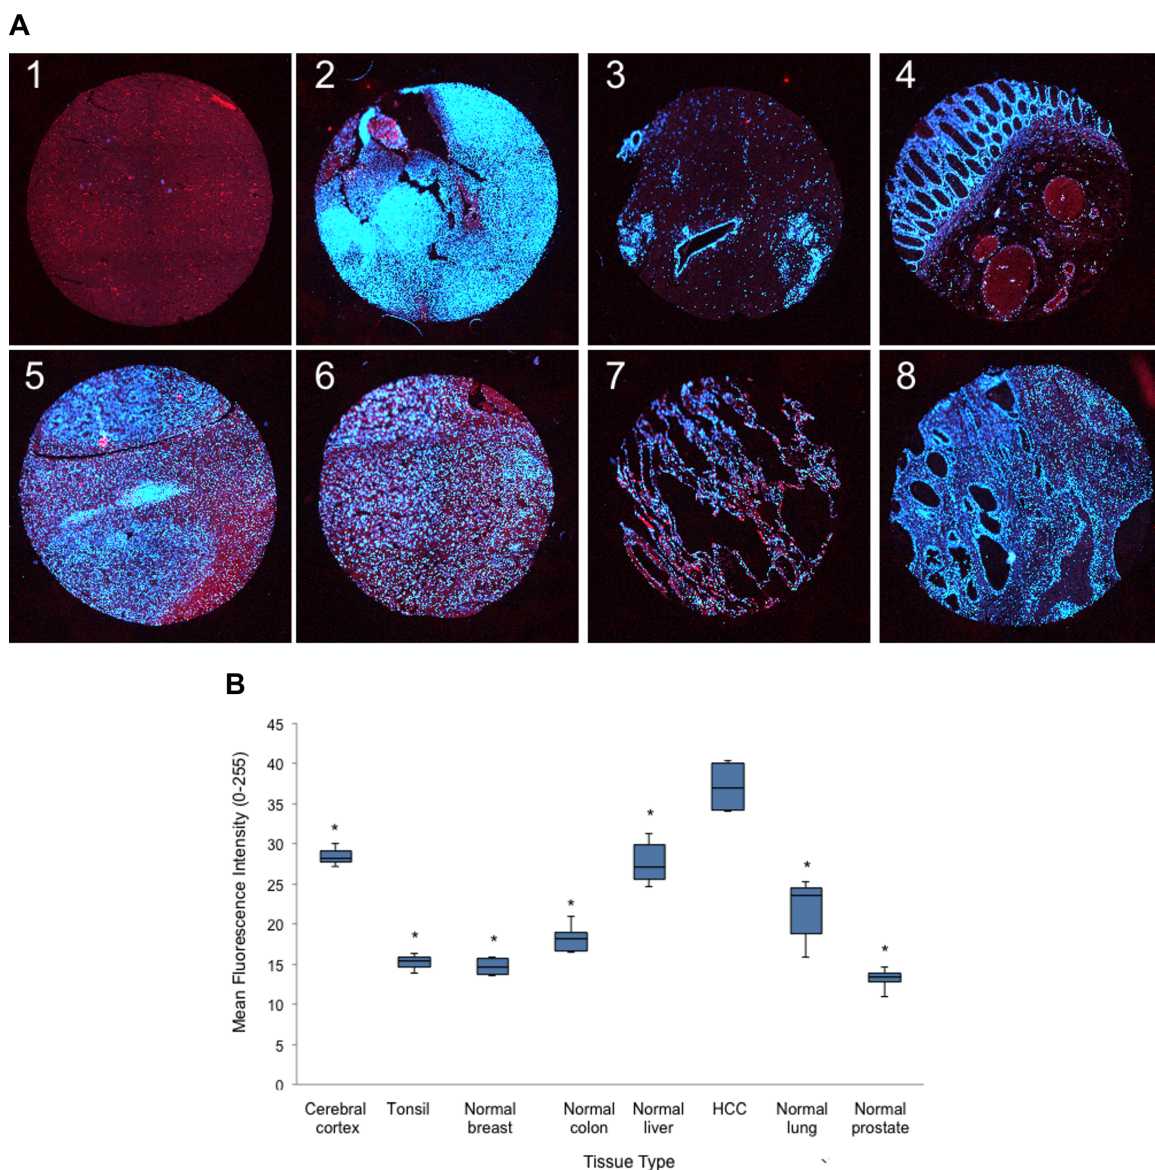 A
1 2 3 4
5 6 7 8
B
Mean Fluorescence Intensity (0-255)
45
40
35
30
25
20
15
10
5
0
* * * * * * *
Cerebral cortex
Tonsil
Normal breast
Normal colon
Normal liver
HCC
Normal lung
Normal prostate
Tissue Type